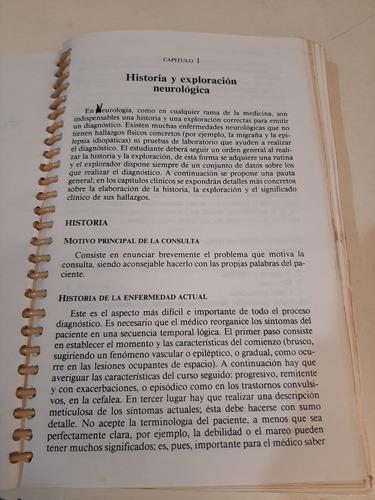 CAPITULO 1
Historia y exploración
neurológica
En Neurología, como en cualquier rama de la medicina, son
indispensables una historia y una exploración correctas para emitir
un diagnóstico. Existen muchas enfermedades neurológicas que no
tienen hallazgos físicos concretos (por ejemplo, la migraña y la epi-
lepsia idiopáticas) ni pruebas de laboratorio que ayuden a realizar
el diagnóstico. El estudiante deberá seguir un orden general al reali-
zar la historia y la exploración, de esta forma se adquiere una rutina
y el explorador dispone siempre de un conjunto de datos sobre los
que realizar el diagnóstico. A continuación se propone una pauta
general; en los capítulos clínicos se expondrán detalles más concretos
sobre la elaboración de la historia, la exploración y el significado
clínico de sus hallazgos.
HISTORIA
MOTIVO PRINCIPAL DE LA CONSULTA
Consiste en enunciar brevemente el problema que motiva la
consulta, siendo aconsejable hacerlo con las propias palabras del pa-
ciente.
HISTORIA DE LA ENFERMEDAD ACTUAL
Este es el aspecto más difícil e importante de todo el proceso
diagnóstico. Es necesario que el médico reorganice los síntomas del
paciente en una secuencia temporal lógica. El primer paso consiste
en establecer el momento y las características del comienzo (brusco,
sugiriendo un fenómeno vascular o epiléptico, o gradual, como ocu-
rre en las lesiones ocupantes de espacio). A continuación hay que
averiguar las características del curso seguido: progresivo, remitente
y con exacerbaciones, o episódico como en los trastornos convulsi-
vos, en la cefalea. En tercer lugar hay que realizar una descripción
meticulosa de los síntomas actuales; ésta debe hacerse con sumo
detalle. No acepte la terminología del paciente, a menos que sea
perfectamente clara, por ejemplo, la debilidad o el mareo pueden
tener muchos significados; es, pues, importante para el médico saber